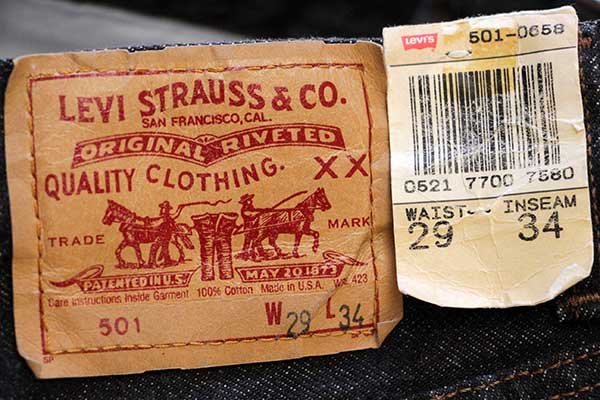 LEVI STRAUSS & CO.
SAN FRANCISCO, CAL.
ORIGINAL RIVETED
QUALITY CLOTHING. XX
TRADE MARK
PATENTED IN U.S. MAY 20 1873
Care instructions inside Garment 100% Cotton Made in U.S.A. 423
501 W 29 L 34
SP
Levi's 501-0658
0521 7700 7580
WAIST INSEAM
29 34